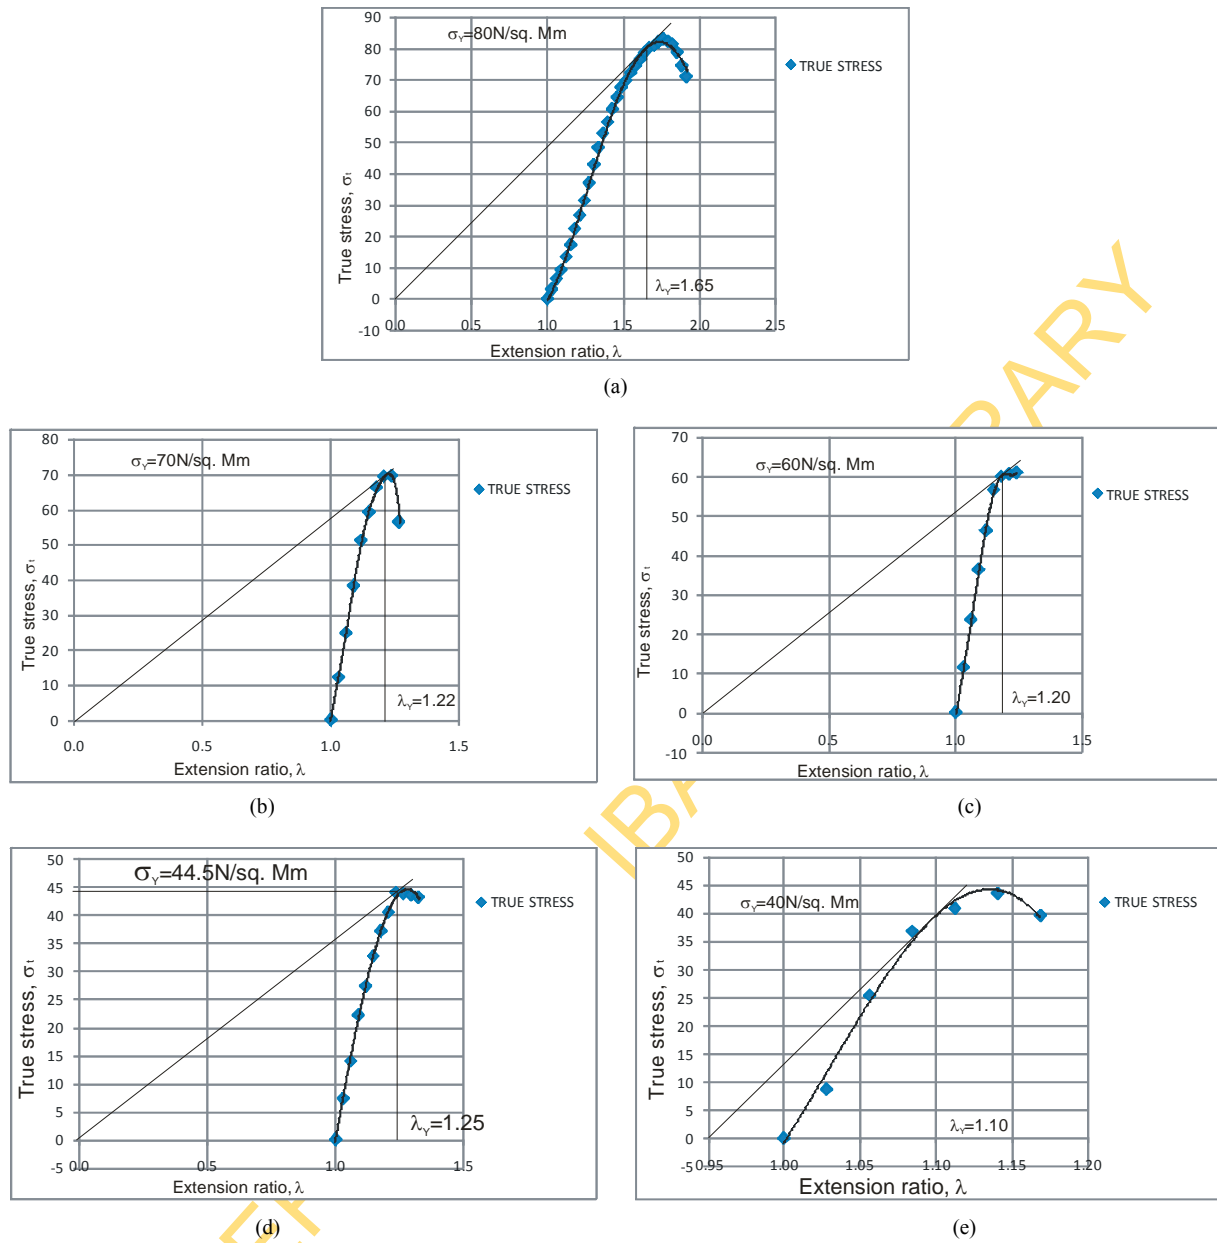 90
80
70
60
50
40
30
20
10
0
-10
σY=80N/sq. Mm
TRUE STRESS
True stress, σt
λY=1.65
0.0 0.5 1.0 1.5 2.0 2.5
Extension ratio, λ
(a)
80
70
60
50
40
30
20
10
0
σY=70N/sq. Mm
TRUE STRESS
True stress, σt
λY=1.22
0.0 0.5 1.0 1.5
Extension ratio, λ
(b)
70
60
50
40
30
20
10
0
-10
σY=60N/sq. Mm
TRUE STRESS
True stress, σt
λY=1.20
0.0 0.5 1.0 1.5
Extension ratio, λ
(c)
50
45
40
35
30
25
20
15
10
5
0
-5
σY=44.5N/sq. Mm
TRUE STRESS
True stress, σt
λY=1.25
0.0 0.5 1.0 1.5
Extension ratio, λ
(d)
50
45
40
35
30
25
20
15
10
5
0
-5
σY=40N/sq. Mm
TRUE STRESS
True stress, σt
λY=1.10
0.95 1.00 1.05 1.10 1.15 1.20
Extension ratio, λ
(e)